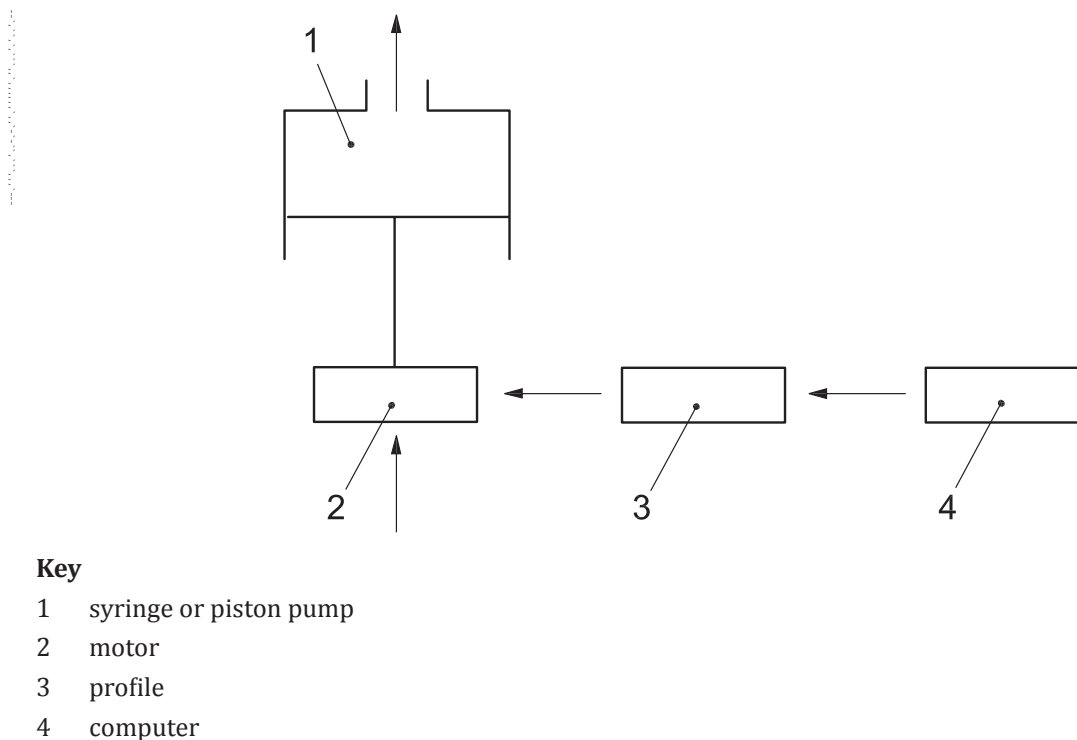 1
2
3
4
Key
1 syringe or piston pump
2 motor
3 profile
4 computer